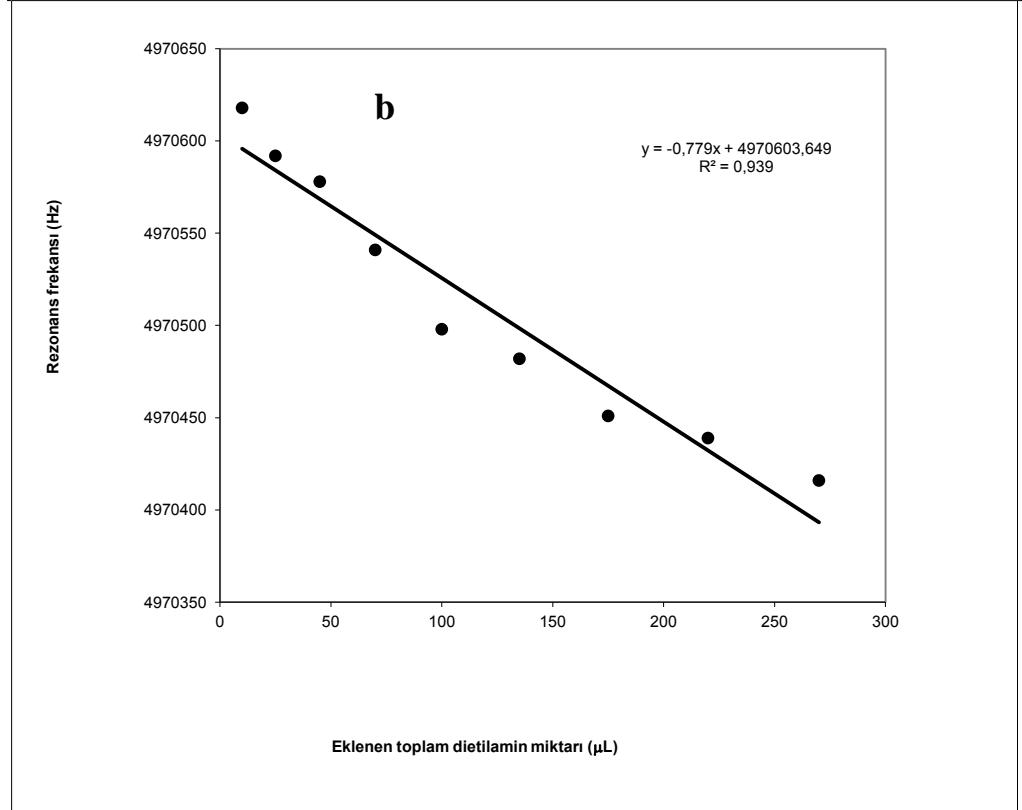 4970650
b
4970600
y = -0,779x + 4970603,649
R² = 0,939
4970550
Rezonans frekansı (Hz)
4970500
4970450
4970400
4970350
0 50 100 150 200 250 300
Eklenen toplam dietilamin miktarı (µL)